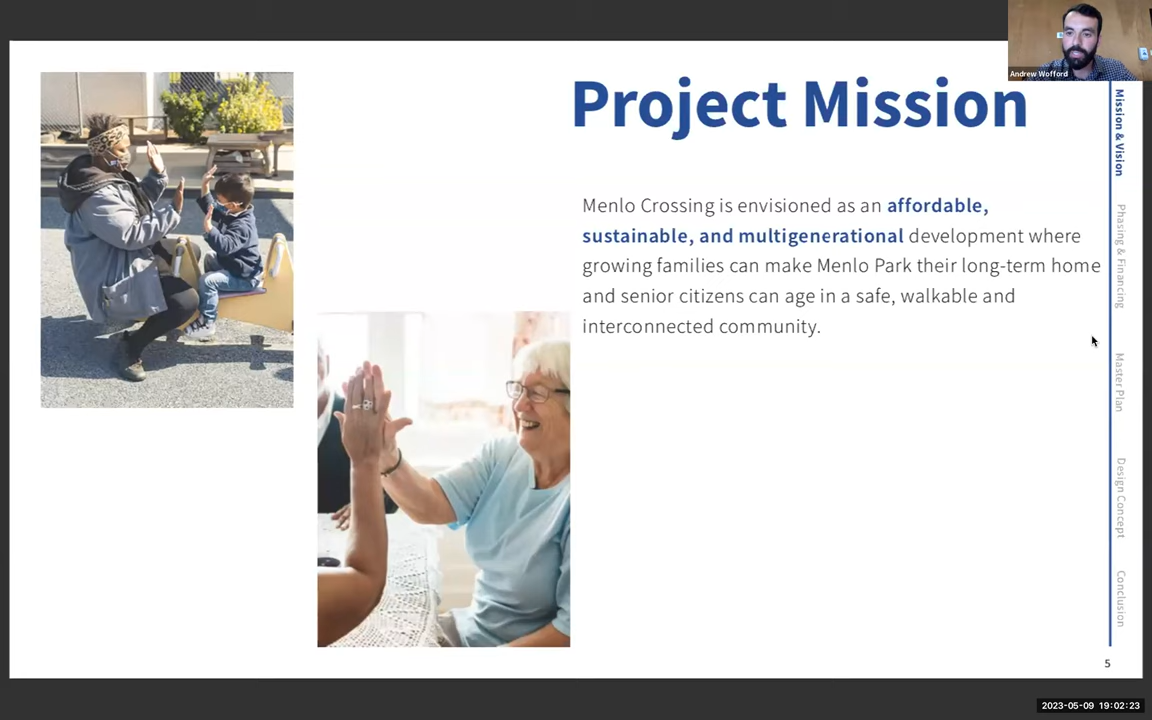 Project Mission
Menlo Crossing is envisioned as an affordable,
sustainable, and multigenerational development where
growing families can make Menlo Park their long-term home
and senior citizens can age in a safe, walkable and
interconnected community.
Andrew Wofford
Mission & Vision
Phasing & Financing
Master Plan
Design Concept
Conclusion
5
2023-05-09 19:02:23